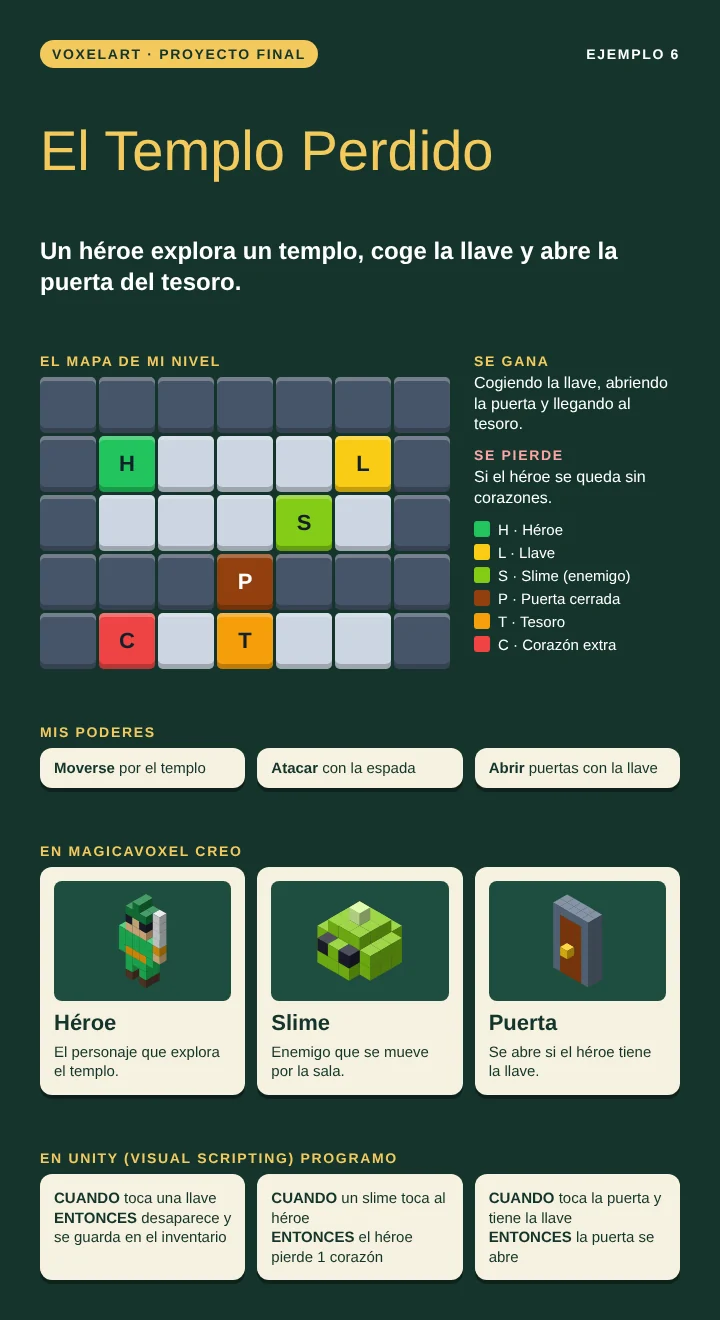 VOXELART · PROYECTO FINAL
EJEMPLO 6
El Templo Perdido
Un héroe explora un templo, coge la llave y abre la
puerta del tesoro.
EL MAPA DE MI NIVEL
H
L
S
P
C
T
SE GANA
Cogiendo la llave, abriendo
la puerta y llegando al
tesoro.
SE PIERDE
Si el héroe se queda sin
corazones.
H · Héroe
L · Llave
S · Slime (enemigo)
P · Puerta cerrada
T · Tesoro
C · Corazón extra
MIS PODERES
Moverse por el templo
Atacar con la espada
Abrir puertas con la llave
EN MAGICAVOXEL CREO
Héroe
El personaje que explora
el templo.
Slime
Enemigo que se mueve
por la sala.
Puerta
Se abre si el héroe tiene
la llave.
EN UNITY (VISUAL SCRIPTING) PROGRAMO
CUANDO toca una llave
ENTONCES desaparece y
se guarda en el inventario
CUANDO un slime toca al
héroe
ENTONCES el héroe
pierde 1 corazón
CUANDO toca la puerta y
tiene la llave
ENTONCES la puerta se
abre